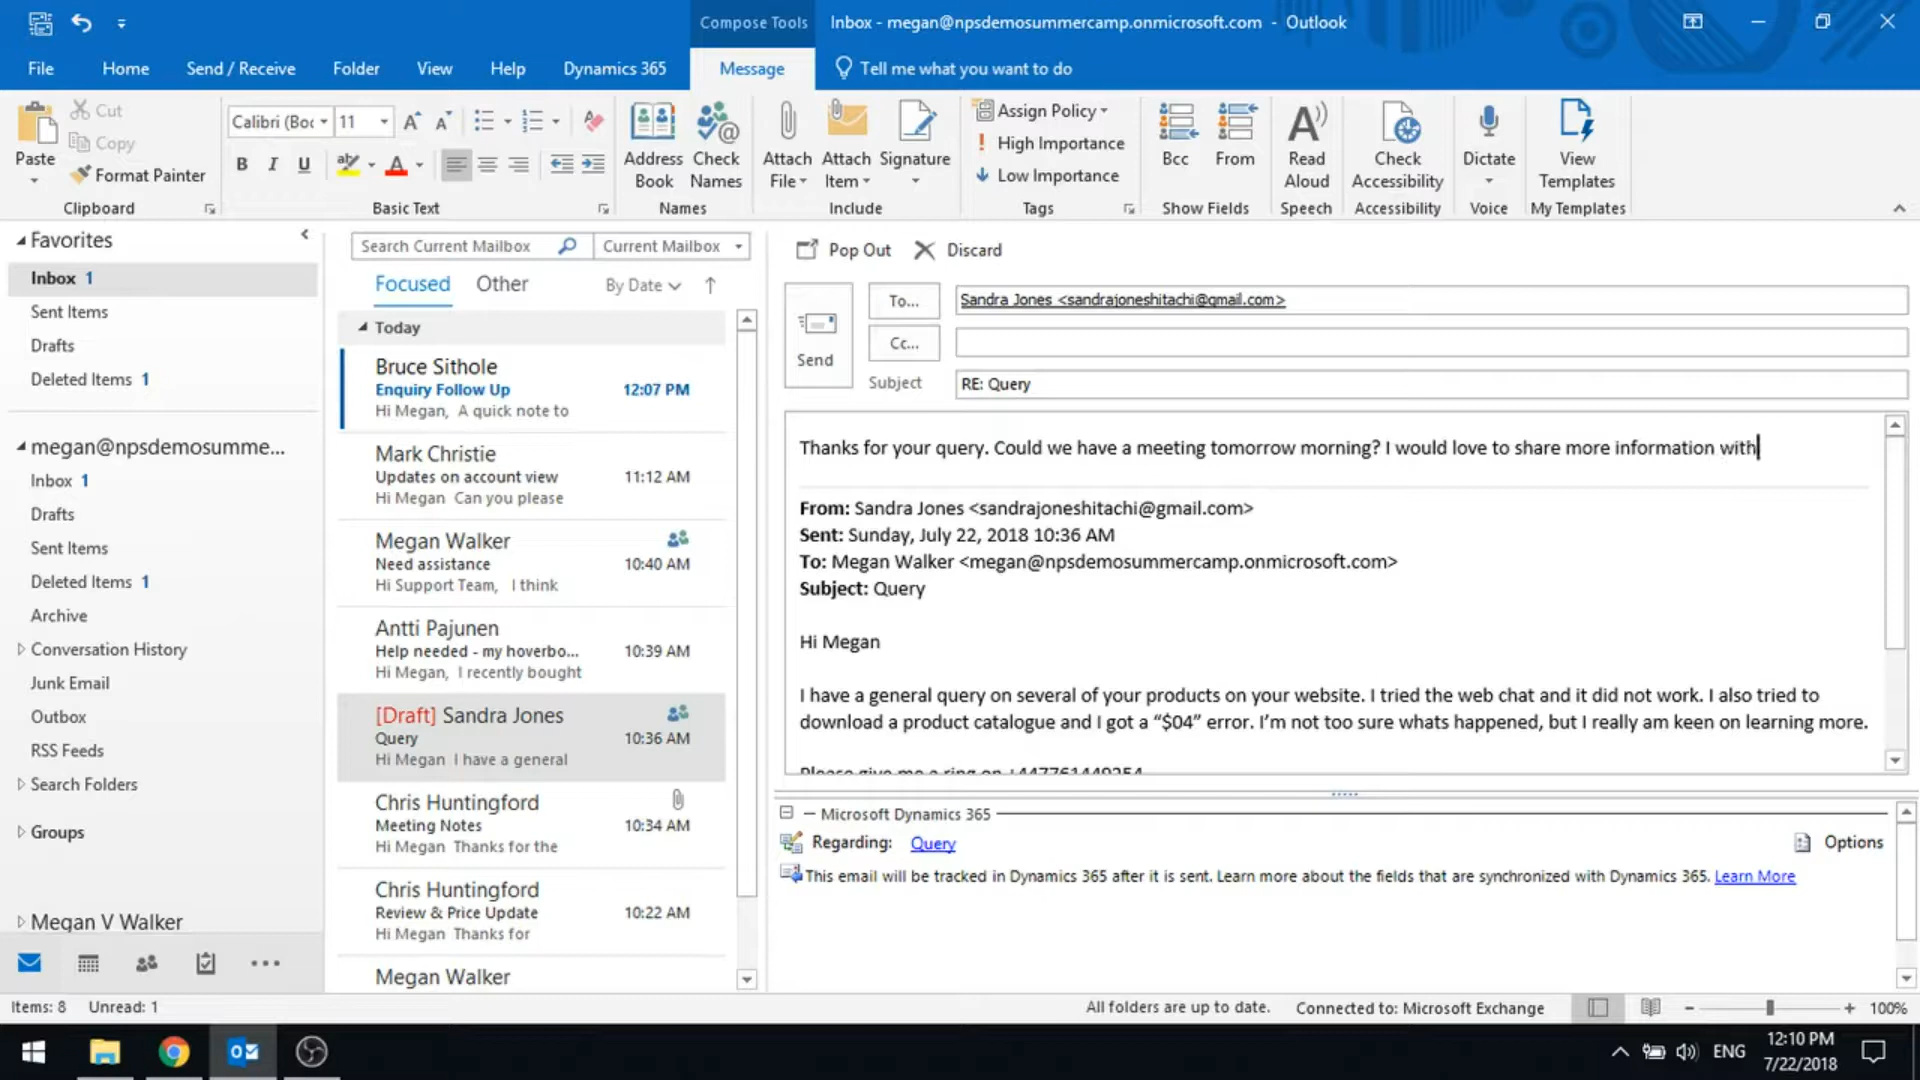 Compose Tools
Inbox - megan@npsdemosummercamp.onmicrosoft.com - Outlook
File
Home
Send / Receive
Folder
View
Help
Dynamics 365
Message
Tell me what you want to do
Paste
Cut
Copy
Format Painter
Clipboard
Calibri (Boc
11
B I U
Basic Text
Address Book
Check Names
Names
Attach File
Attach Item
Signature
Include
Assign Policy
High Importance
Low Importance
Tags
Bcc
From
Show Fields
Read Aloud
Speech
Check Accessibility
Accessibility
Dictate
Voice
View Templates
My Templates
Favorites
Inbox 1
Sent Items
Drafts
Deleted Items 1
megan@npsdemosumme...
Inbox 1
Drafts
Sent Items
Deleted Items 1
Archive
Conversation History
Junk Email
Outbox
RSS Feeds
Search Folders
Groups
Megan V Walker
Search Current Mailbox
Current Mailbox
Focused
Other
By Date
Today
Bruce Sithole
Enquiry Follow Up 12:07 PM
Hi Megan, A quick note to
Mark Christie
Updates on account view 11:12 AM
Hi Megan Can you please
Megan Walker
Need assistance 10:40 AM
Hi Support Team, I think
Antti Pajunen
Help needed - my hoverbo... 10:39 AM
Hi Megan, I recently bought
[Draft] Sandra Jones
Query 10:36 AM
Hi Megan I have a general
Chris Huntingford
Meeting Notes 10:34 AM
Hi Megan Thanks for the
Chris Huntingford
Review & Price Update 10:22 AM
Hi Megan Thanks for
Megan Walker
Pop Out
Discard
Send
To...
Sandra Jones <sandrajoneshitachi@gmail.com>
Cc...
Subject
RE: Query
Thanks for your query. Could we have a meeting tomorrow morning? I would love to share more information with
From: Sandra Jones <sandrajoneshitachi@gmail.com>
Sent: Sunday, July 22, 2018 10:36 AM
To: Megan Walker <megan@npsdemosummercamp.onmicrosoft.com>
Subject: Query
Hi Megan
I have a general query on several of your products on your website. I tried the web chat and it did not work. I also tried to
download a product catalogue and I got a “$04” error. I’m not too sure whats happened, but I really am keen on learning more.
Please give me a ring on +447761449254
Microsoft Dynamics 365
Regarding: Query
Options
This email will be tracked in Dynamics 365 after it is sent. Learn more about the fields that are synchronized with Dynamics 365. Learn More
Items: 8
Unread: 1
All folders are up to date.
Connected to: Microsoft Exchange
100%
ENG
12:10 PM
7/22/2018